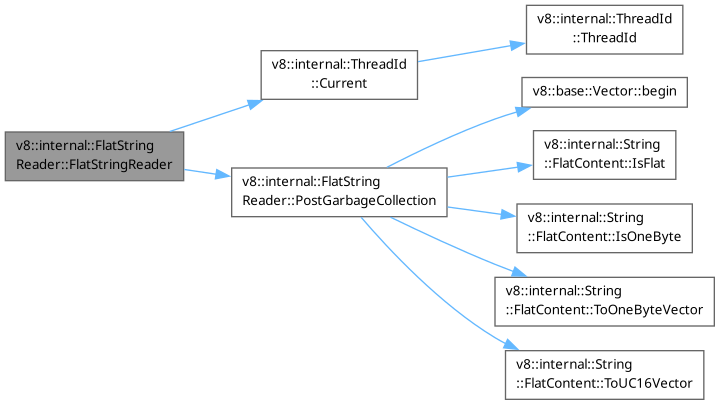 v8::internal::FlatString
Reader::FlatStringReader
v8::internal::ThreadId
::Current
v8::internal::ThreadId
::ThreadId
v8::internal::FlatString
Reader::PostGarbageCollection
v8::base::Vector::begin
v8::internal::String
::FlatContent::IsFlat
v8::internal::String
::FlatContent::IsOneByte
v8::internal::String
::FlatContent::ToOneByteVector
v8::internal::String
::FlatContent::ToUC16Vector